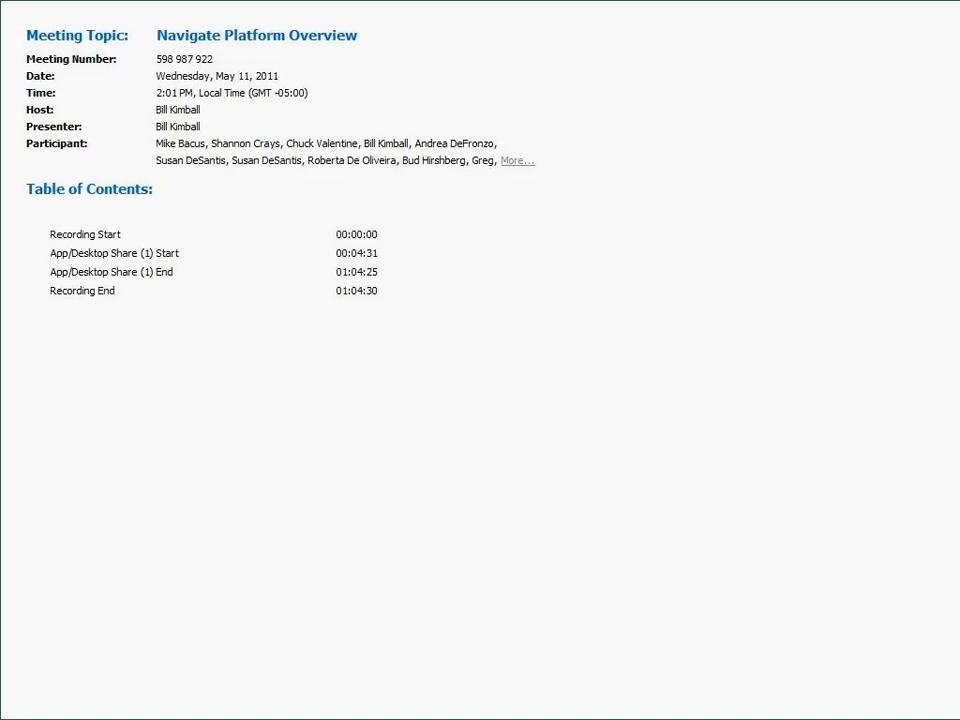 Meeting Topic: Navigate Platform Overview
Meeting Number: 598 987 922
Date: Wednesday, May 11, 2011
Time: 2:01 PM, Local Time (GMT -05:00)
Host: Bill Kimball
Presenter: Bill Kimball
Participant: Mike Bacus, Shannon Crays, Chuck Valentine, Bill Kimball, Andrea DeFronzo,
Susan DeSantis, Susan DeSantis, Roberta De Oliveira, Bud Hirshberg, Greg, More...
Table of Contents:
Recording Start 00:00:00
App/Desktop Share (1) Start 00:04:31
App/Desktop Share (1) End 01:04:25
Recording End 01:04:30